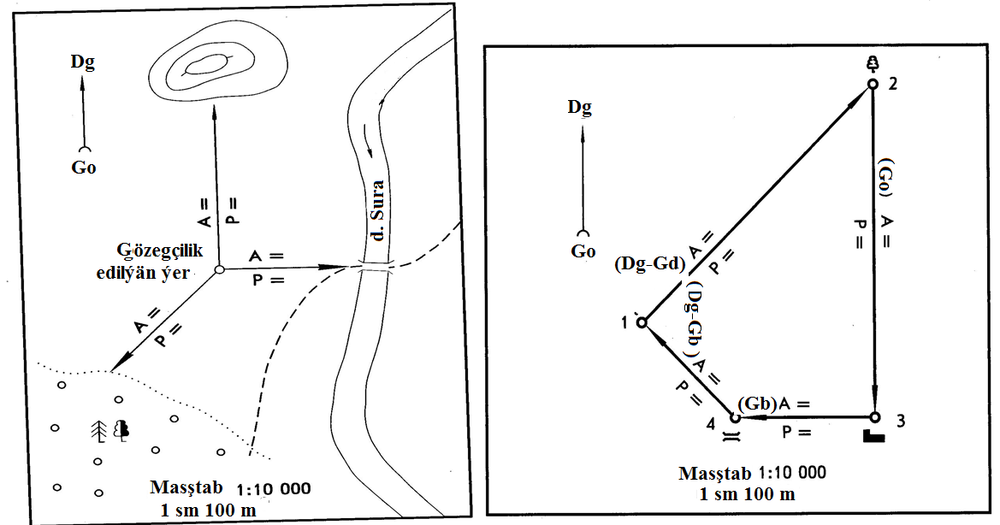 Dg
Go
A =
P =
d. Sura
Gözegçilik
edilýän ýer
A =
P =
A =
P =
Masştab 1:10 000
1 sm 100 m
Dg
Go
2
(Go) A =
P =
A =
P =
(Dg-Gd)
(Dg-Gb) A =
P =
1
(Gb) A =
P =
4
3
Masştab 1:10 000
1 sm 100 m